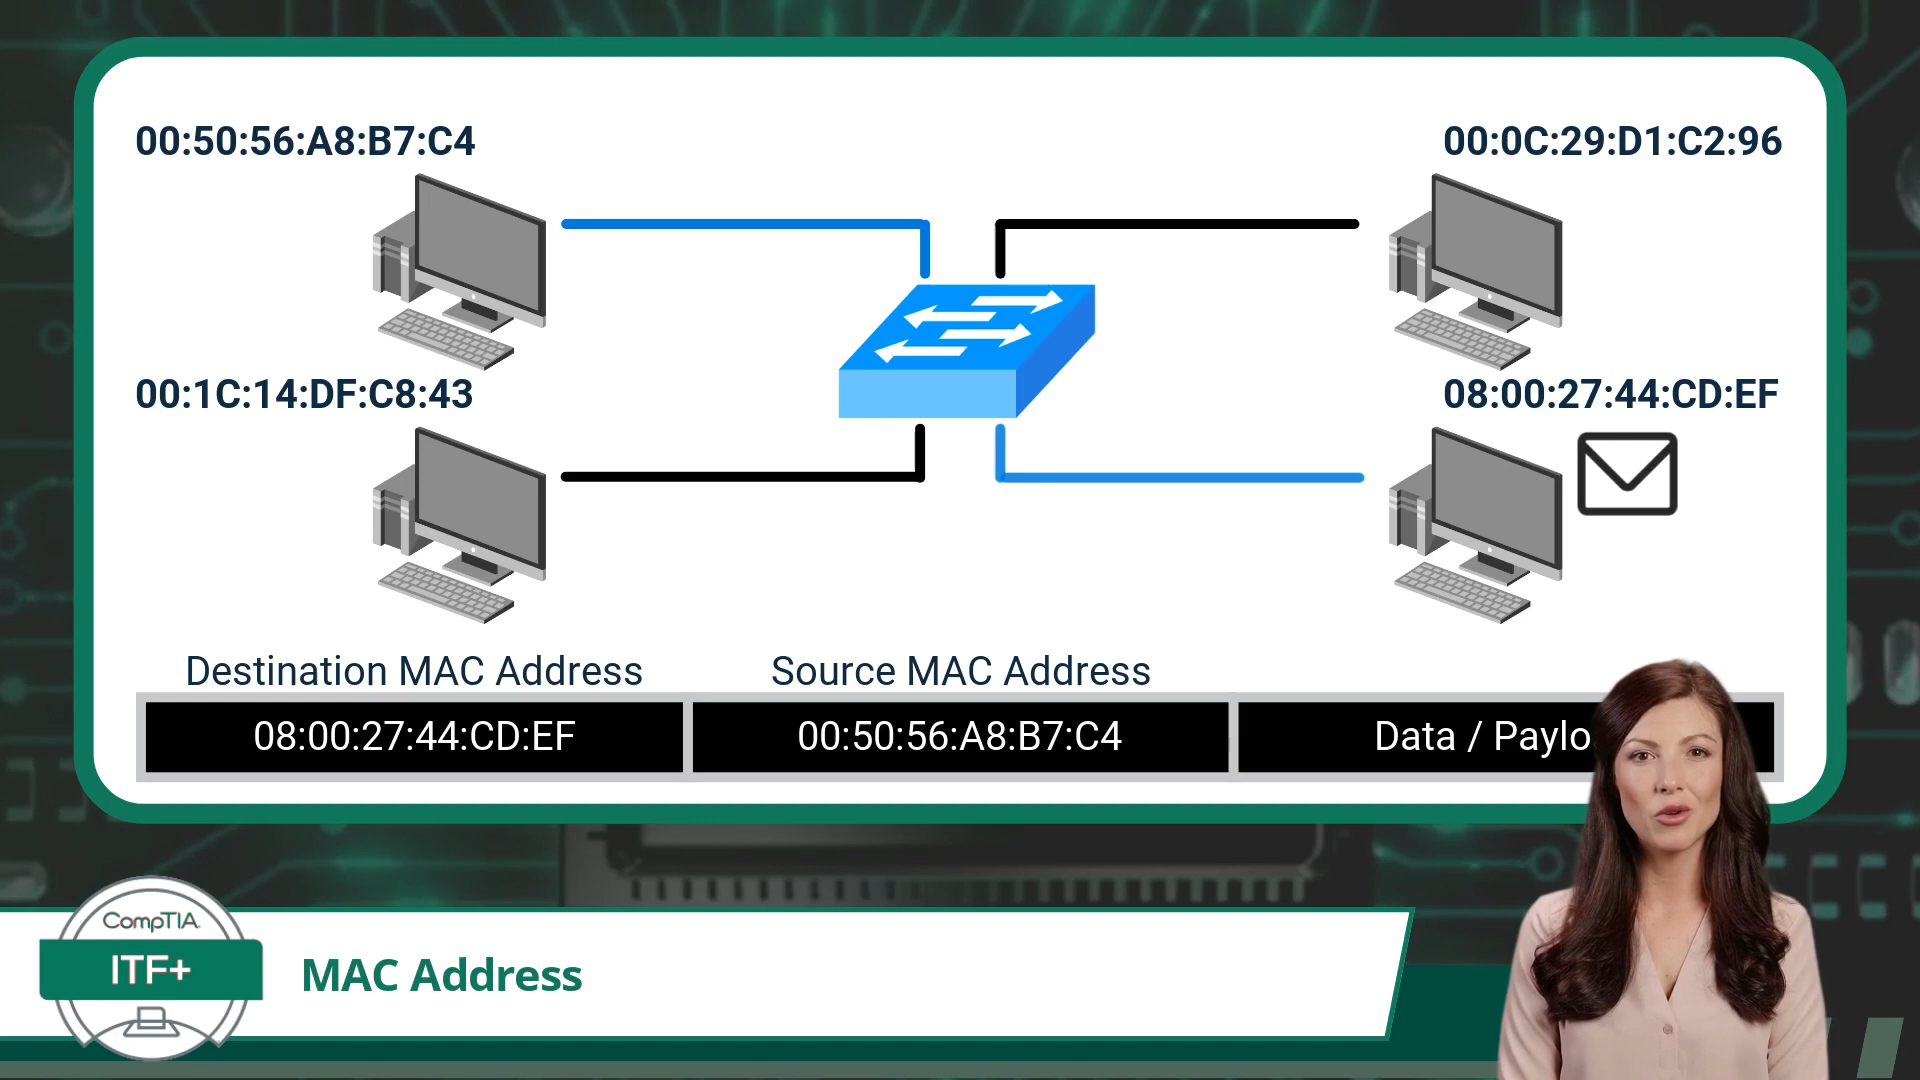 00:50:56:A8:B7:C4
00:0C:29:D1:C2:96
00:1C:14:DF:C8:43
08:00:27:44:CD:EF
Destination MAC Address
Source MAC Address
08:00:27:44:CD:EF
00:50:56:A8:B7:C4
Data / Paylo
CompTIA
ITF+
MAC Address